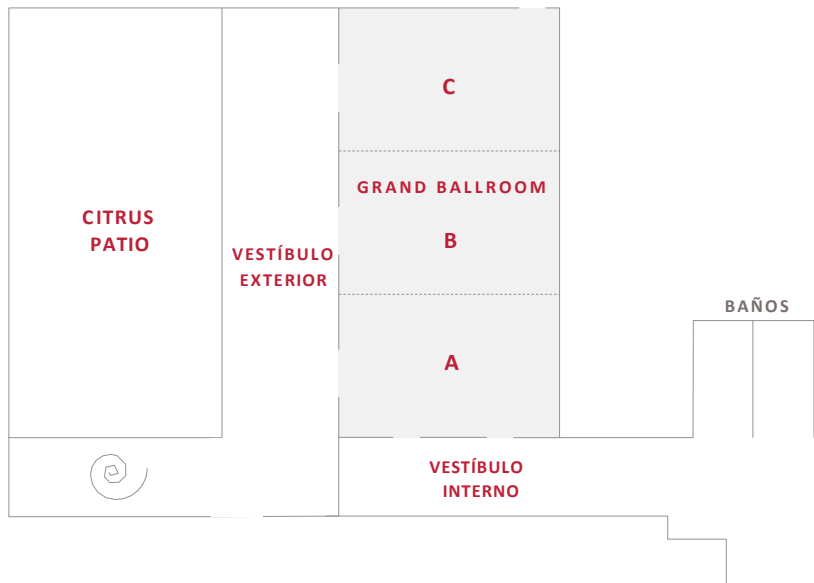 C
GRAND BALLROOM
CITRUS
PATIO
B
VESTÍBULO
EXTERIOR
BAÑOS
A
VESTÍBULO
INTERNO